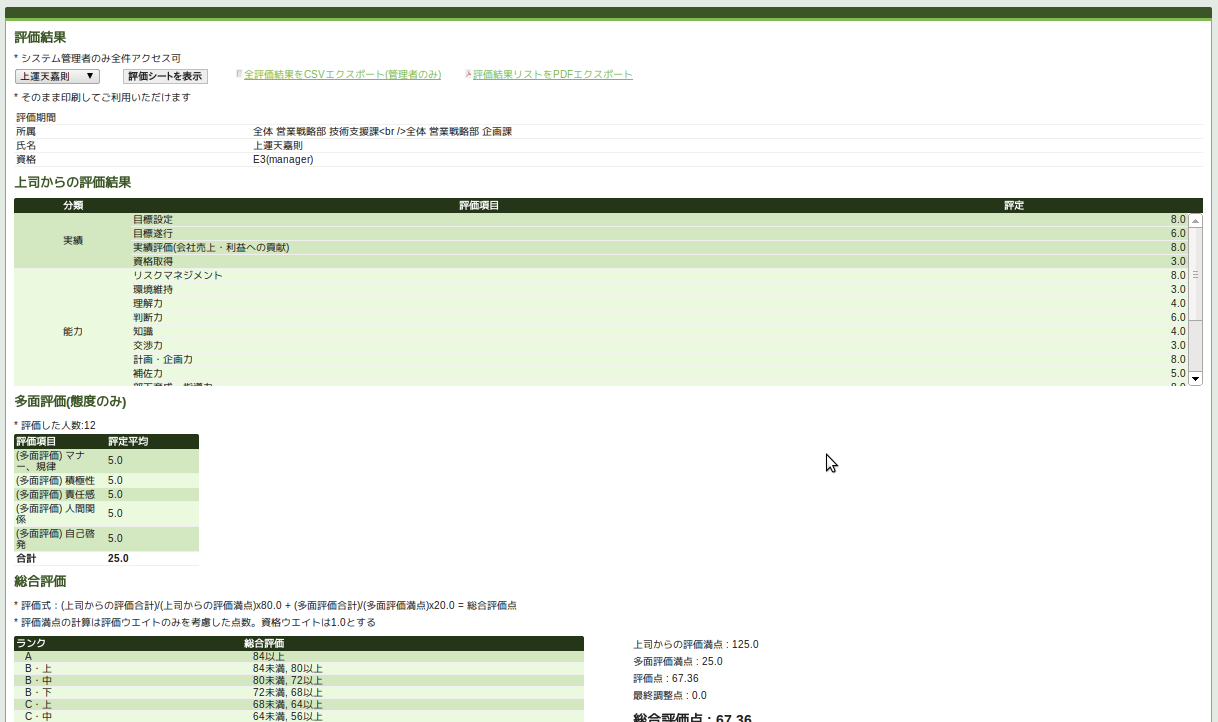 評価結果
* システム管理者のみ全件アクセス可
上運天嘉則 ▼ 評価シートを表示 全評価結果をCSVエクスポート(管理者のみ) 評価結果リストをPDFエクスポート
* そのまま印刷してご利用いただけます
評価期間
所属 全体 営業戦略部 技術支援課<br />全体 営業戦略部 企画課
氏名 上運天嘉則
資格 E3(manager)
上司からの評価結果
分類 評価項目 評定
実績
目標設定 8.0
目標遂行 6.0
実績評価(会社売上・利益への貢献) 8.0
資格取得 3.0
能力
リスクマネジメント 8.0
環境維持 3.0
理解力 4.0
判断力 6.0
知識 4.0
交渉力 3.0
計画・企画力 8.0
補佐力 5.0
多面評価(態度のみ)
* 評価した人数:12
評価項目 評定平均
(多面評価) マナ
ー、規律 5.0
(多面評価) 積極性 5.0
(多面評価) 責任感 5.0
(多面評価) 人間関
係 5.0
(多面評価) 自己啓
発 5.0
合計 25.0
総合評価
* 評価式 : (上司からの評価合計)/(上司からの評価満点)x80.0 + (多面評価合計)/(多面評価満点)x20.0 = 総合評価点
* 評価満点の計算は評価ウエイトのみを考慮した点数。資格ウエイトは1.0とする
ランク 総合評価
A 84以上
B・上 84未満, 80以上
B・中 80未満, 72以上
B・下 72未満, 68以上
C・上 68未満, 64以上
C・中 64未満, 56以上
上司からの評価満点 : 125.0
多面評価満点 : 25.0
評価点 : 67.36
最終調整点 : 0.0
総合評価点 : 67.36